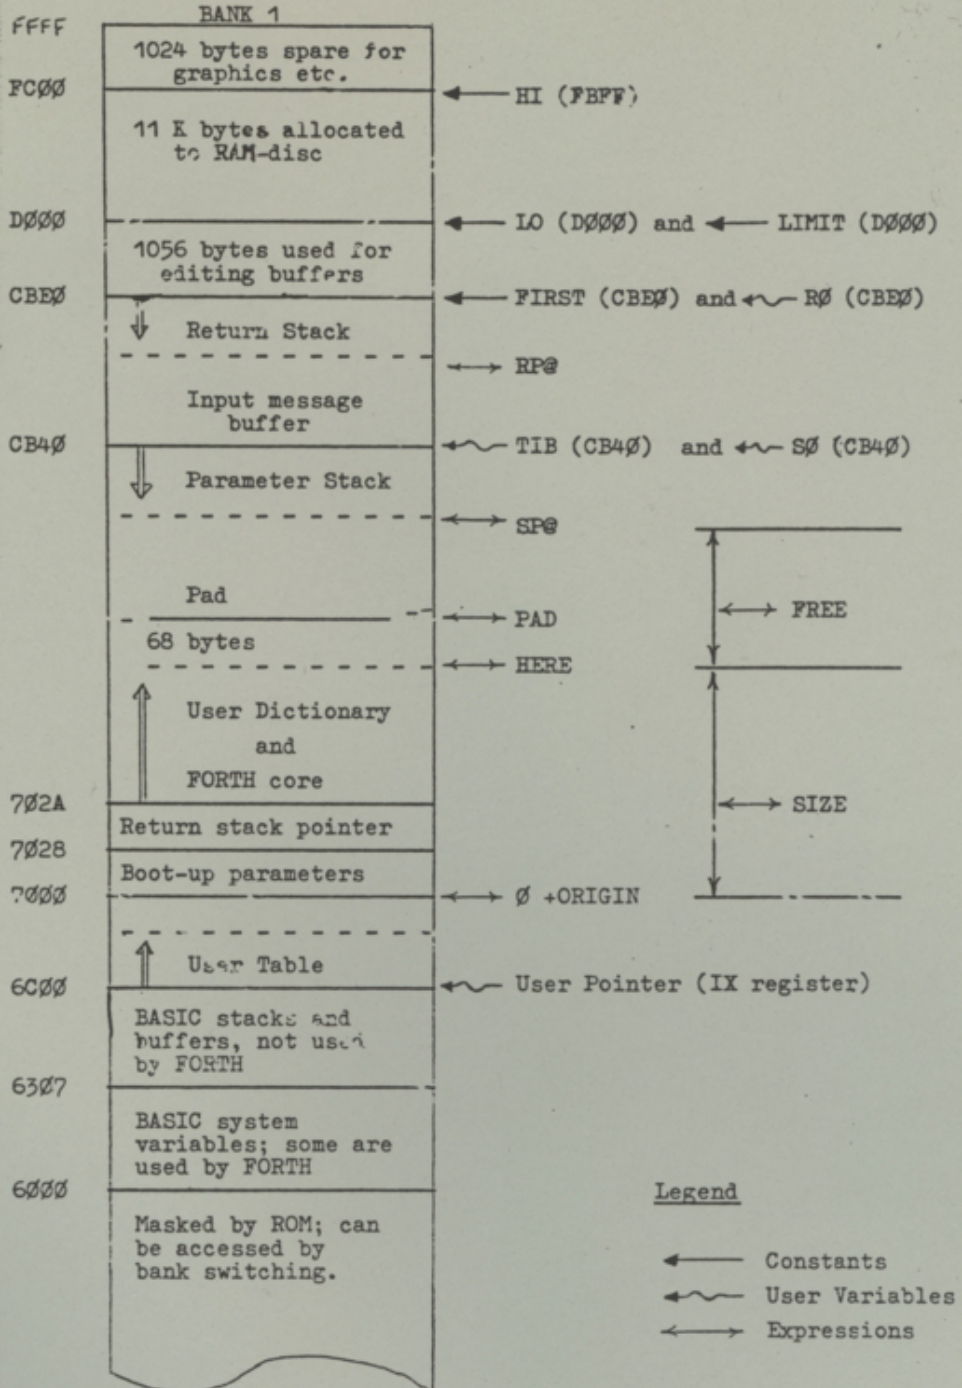 BANK 1
FFFF
1024 bytes spare for
graphics etc.
FCØØ
HI (FBFF)
11 K bytes allocated
to RAM-disc
DØØØ
LO (DØØØ) and
LIMIT (DØØØ)
1056 bytes used for
editing buffers
CBEØ
FIRST (CBEØ) and
RØ (CBEØ)
Return Stack
RP@
Input message
buffer
CB4Ø
TIB (CB4Ø) and
SØ (CB4Ø)
Parameter Stack
SP@
Pad
PAD
FREE
68 bytes
HERE
User Dictionary
and
FORTH core
7Ø2A
SIZE
Return stack pointer
7Ø28
Boot-up parameters
7ØØØ
Ø +ORIGIN
User Table
6CØØ
User Pointer (IX register)
BASIC stacks and
buffers, not used
by FORTH
63Ø7
BASIC system
variables; some are
used by FORTH
6ØØØ
Masked by ROM; can
be accessed by
bank switching.
Legend
Constants
User Variables
Expressions